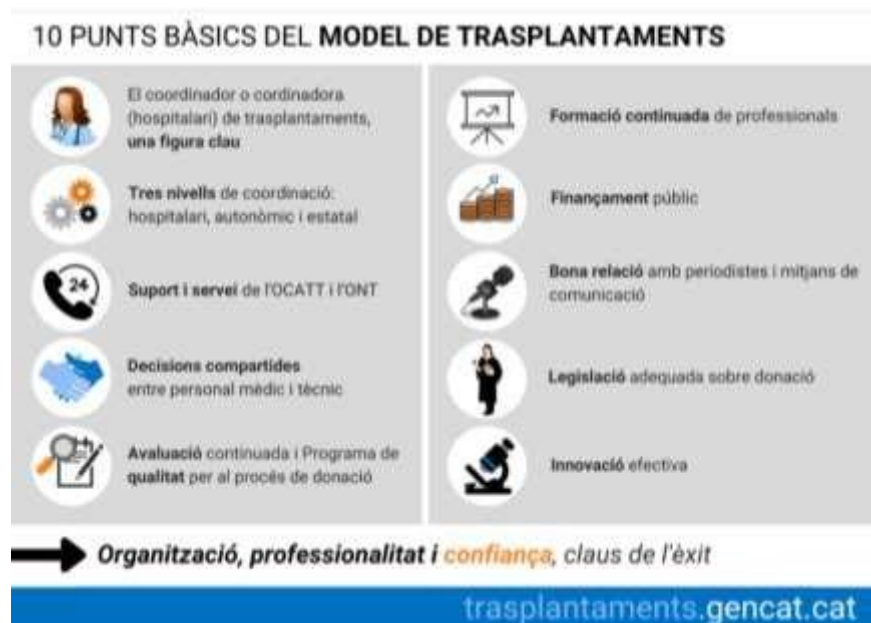 10 PUNTS BÀSICS DEL MODEL DE TRASPLANTAMENTS
El coordinador o cordinadora
(hospitalari) de trasplantaments,
una figura clau
Tres nivells de coordinació:
hospitalari, autonòmic i estatal
24
Suport i servei de l'OCATT i l'ONT
Decisions compartides
entre personal mèdic i tècnic
Avaluació continuada i Programa de
qualitat per al procés de donació
Formació continuada de professionals
Finançament públic
Bona relació amb periodistes i mitjans de
comunicació
Legislació adequada sobre donació
Innovació efectiva
Organització, professionalitat i confiança, claus de l'èxit
trasplantaments.gencat.cat